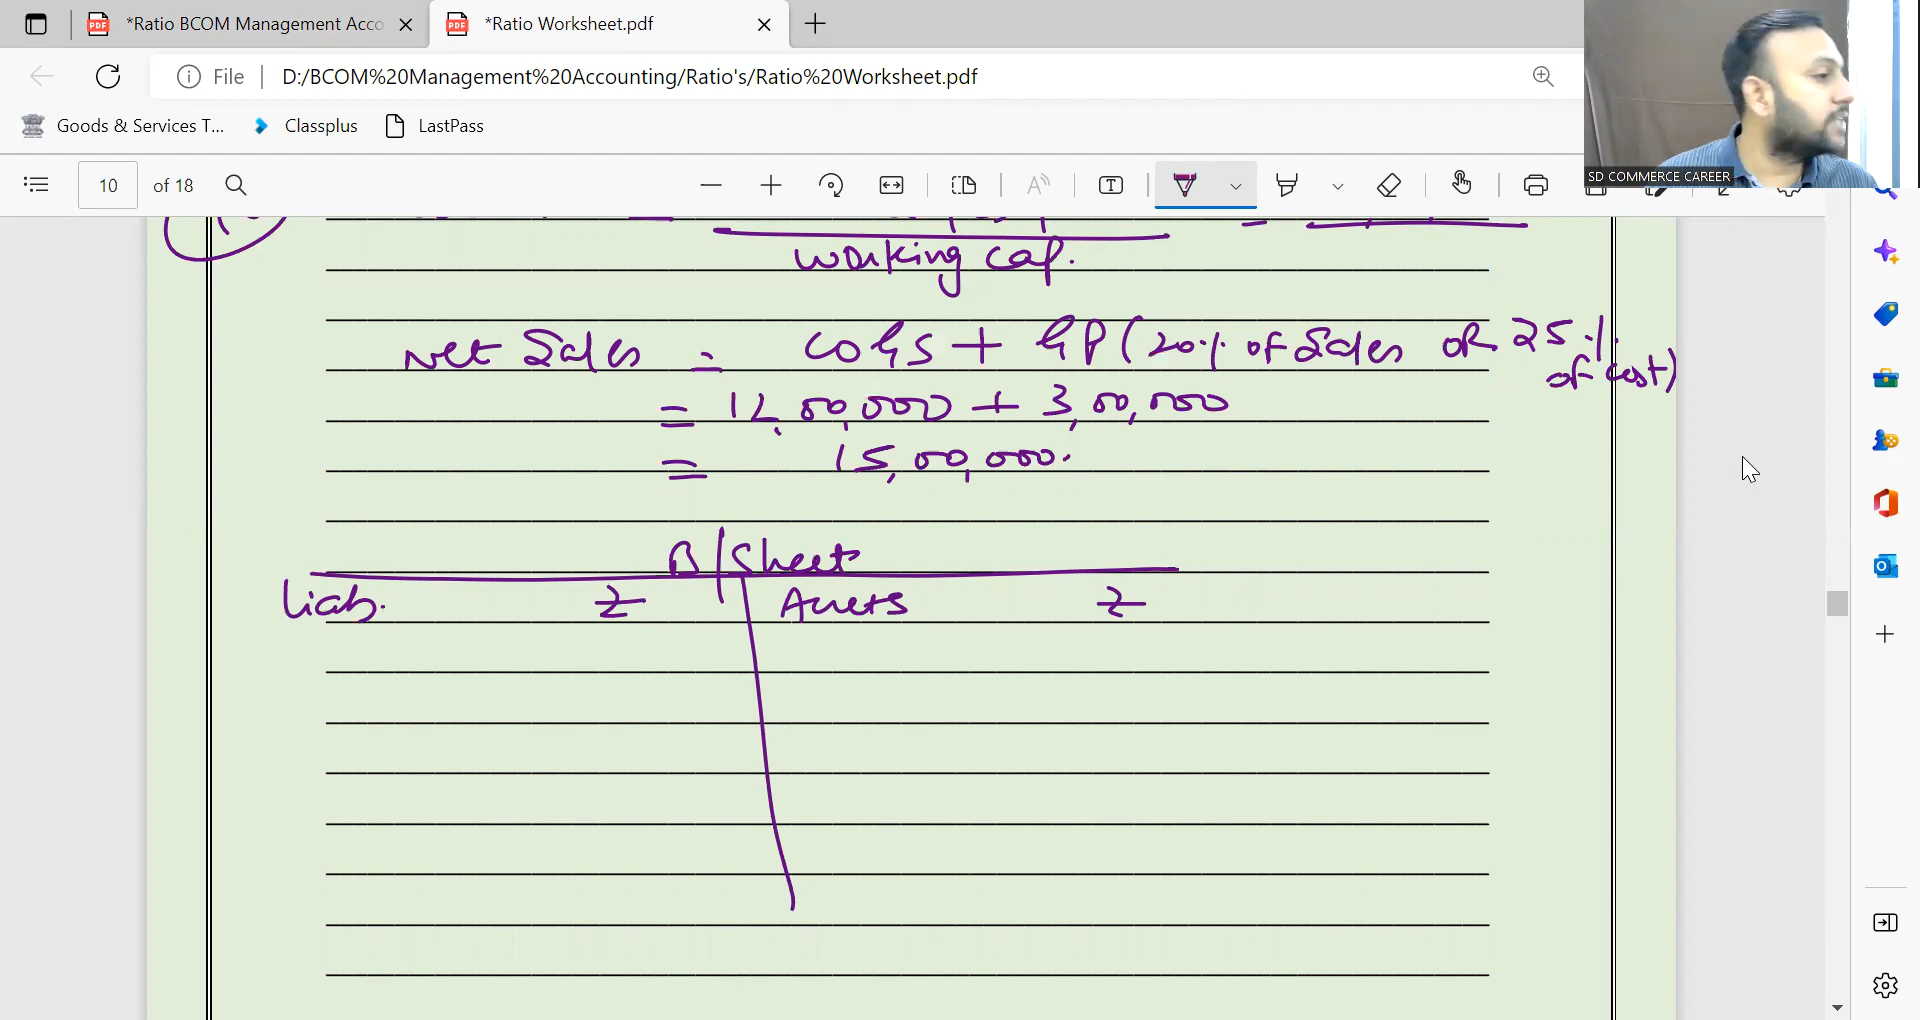 *Ratio BCOM Management Acco
*Ratio Worksheet.pdf
File
D:/BCOM%20Management%20Accounting/Ratio's/Ratio%20Worksheet.pdf
Goods & Services T...
Classplus
LastPass
10 of 18
SD COMMERCE CAREER
working cap.
Net Sales = COGS + GP (20% of Sales or 25%
of cost)
= 12,00,000 + 3,00,000
= 15,00,000.
B/Sheet
Liab. ₹ Assets ₹